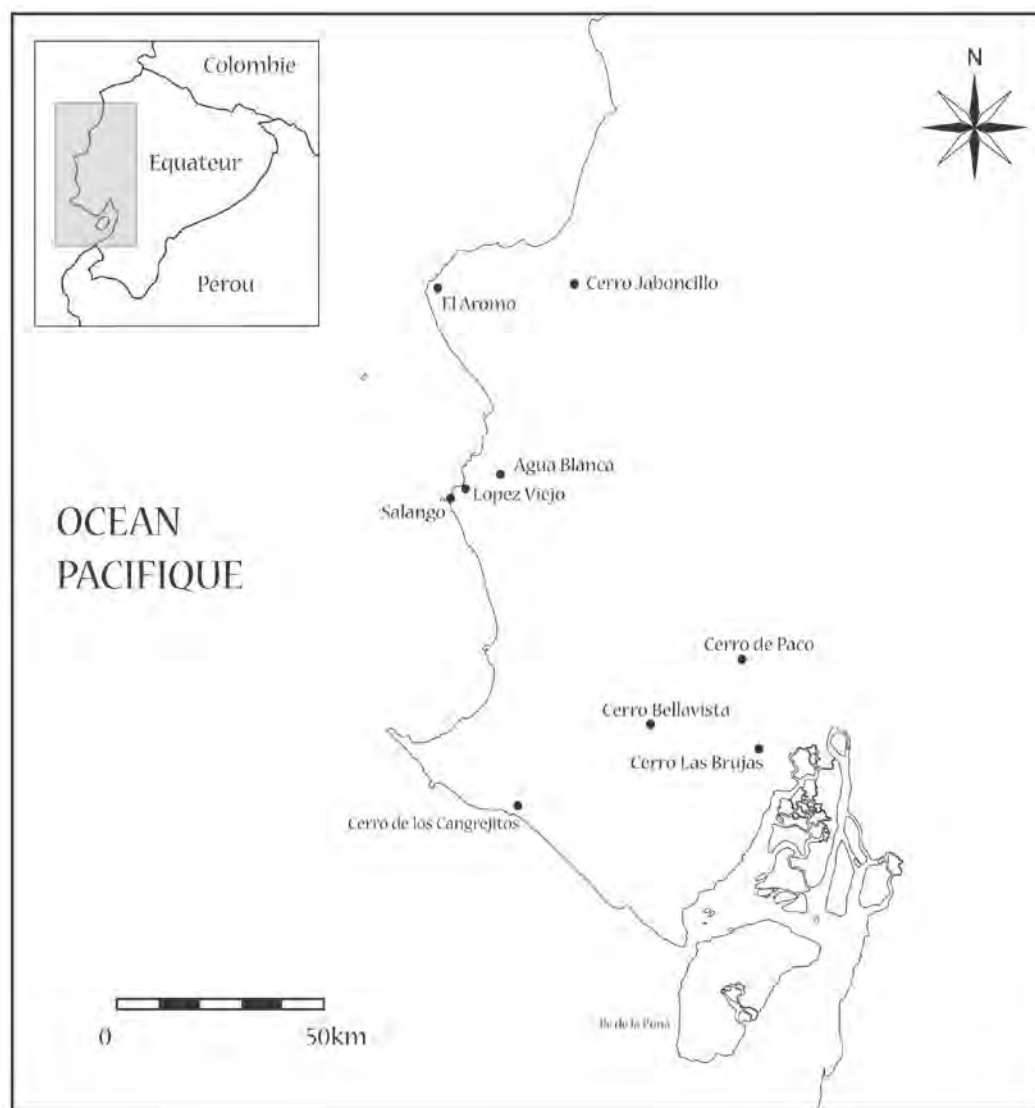 Colombie
Equateur
Pérou
N
El Aromo
Cerro Jaboncillo
Agua Blanca
Lopez Viejo
Salango
OCEAN
PACIFIQUE
Cerro de Paco
Cerro Bellavista
Cerro Las Brujas
Cerro de los Cangrejitos
Ile de la Puná
0
50km